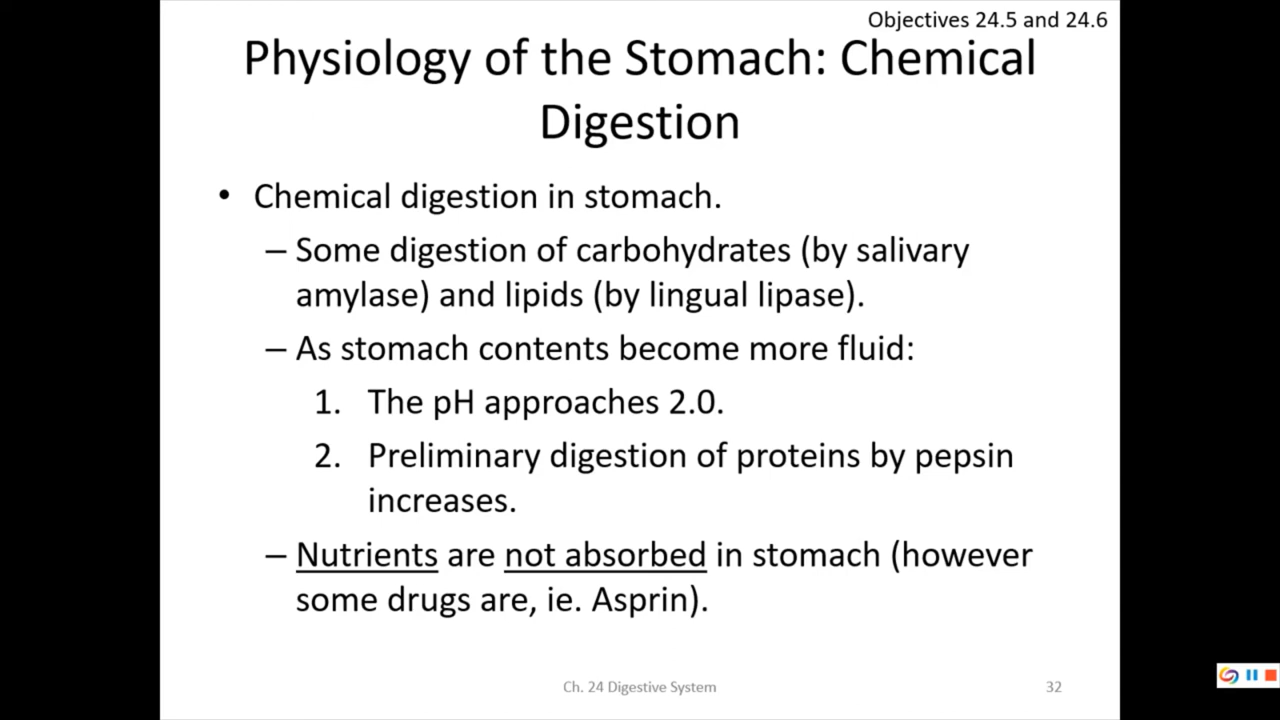 Objectives 24.5 and 24.6
Physiology of the Stomach: Chemical
Digestion
• Chemical digestion in stomach.
– Some digestion of carbohydrates (by salivary
amylase) and lipids (by lingual lipase).
– As stomach contents become more fluid:
1. The pH approaches 2.0.
2. Preliminary digestion of proteins by pepsin
increases.
– Nutrients are not absorbed in stomach (however
some drugs are, ie. Asprin).
Ch. 24 Digestive System
32